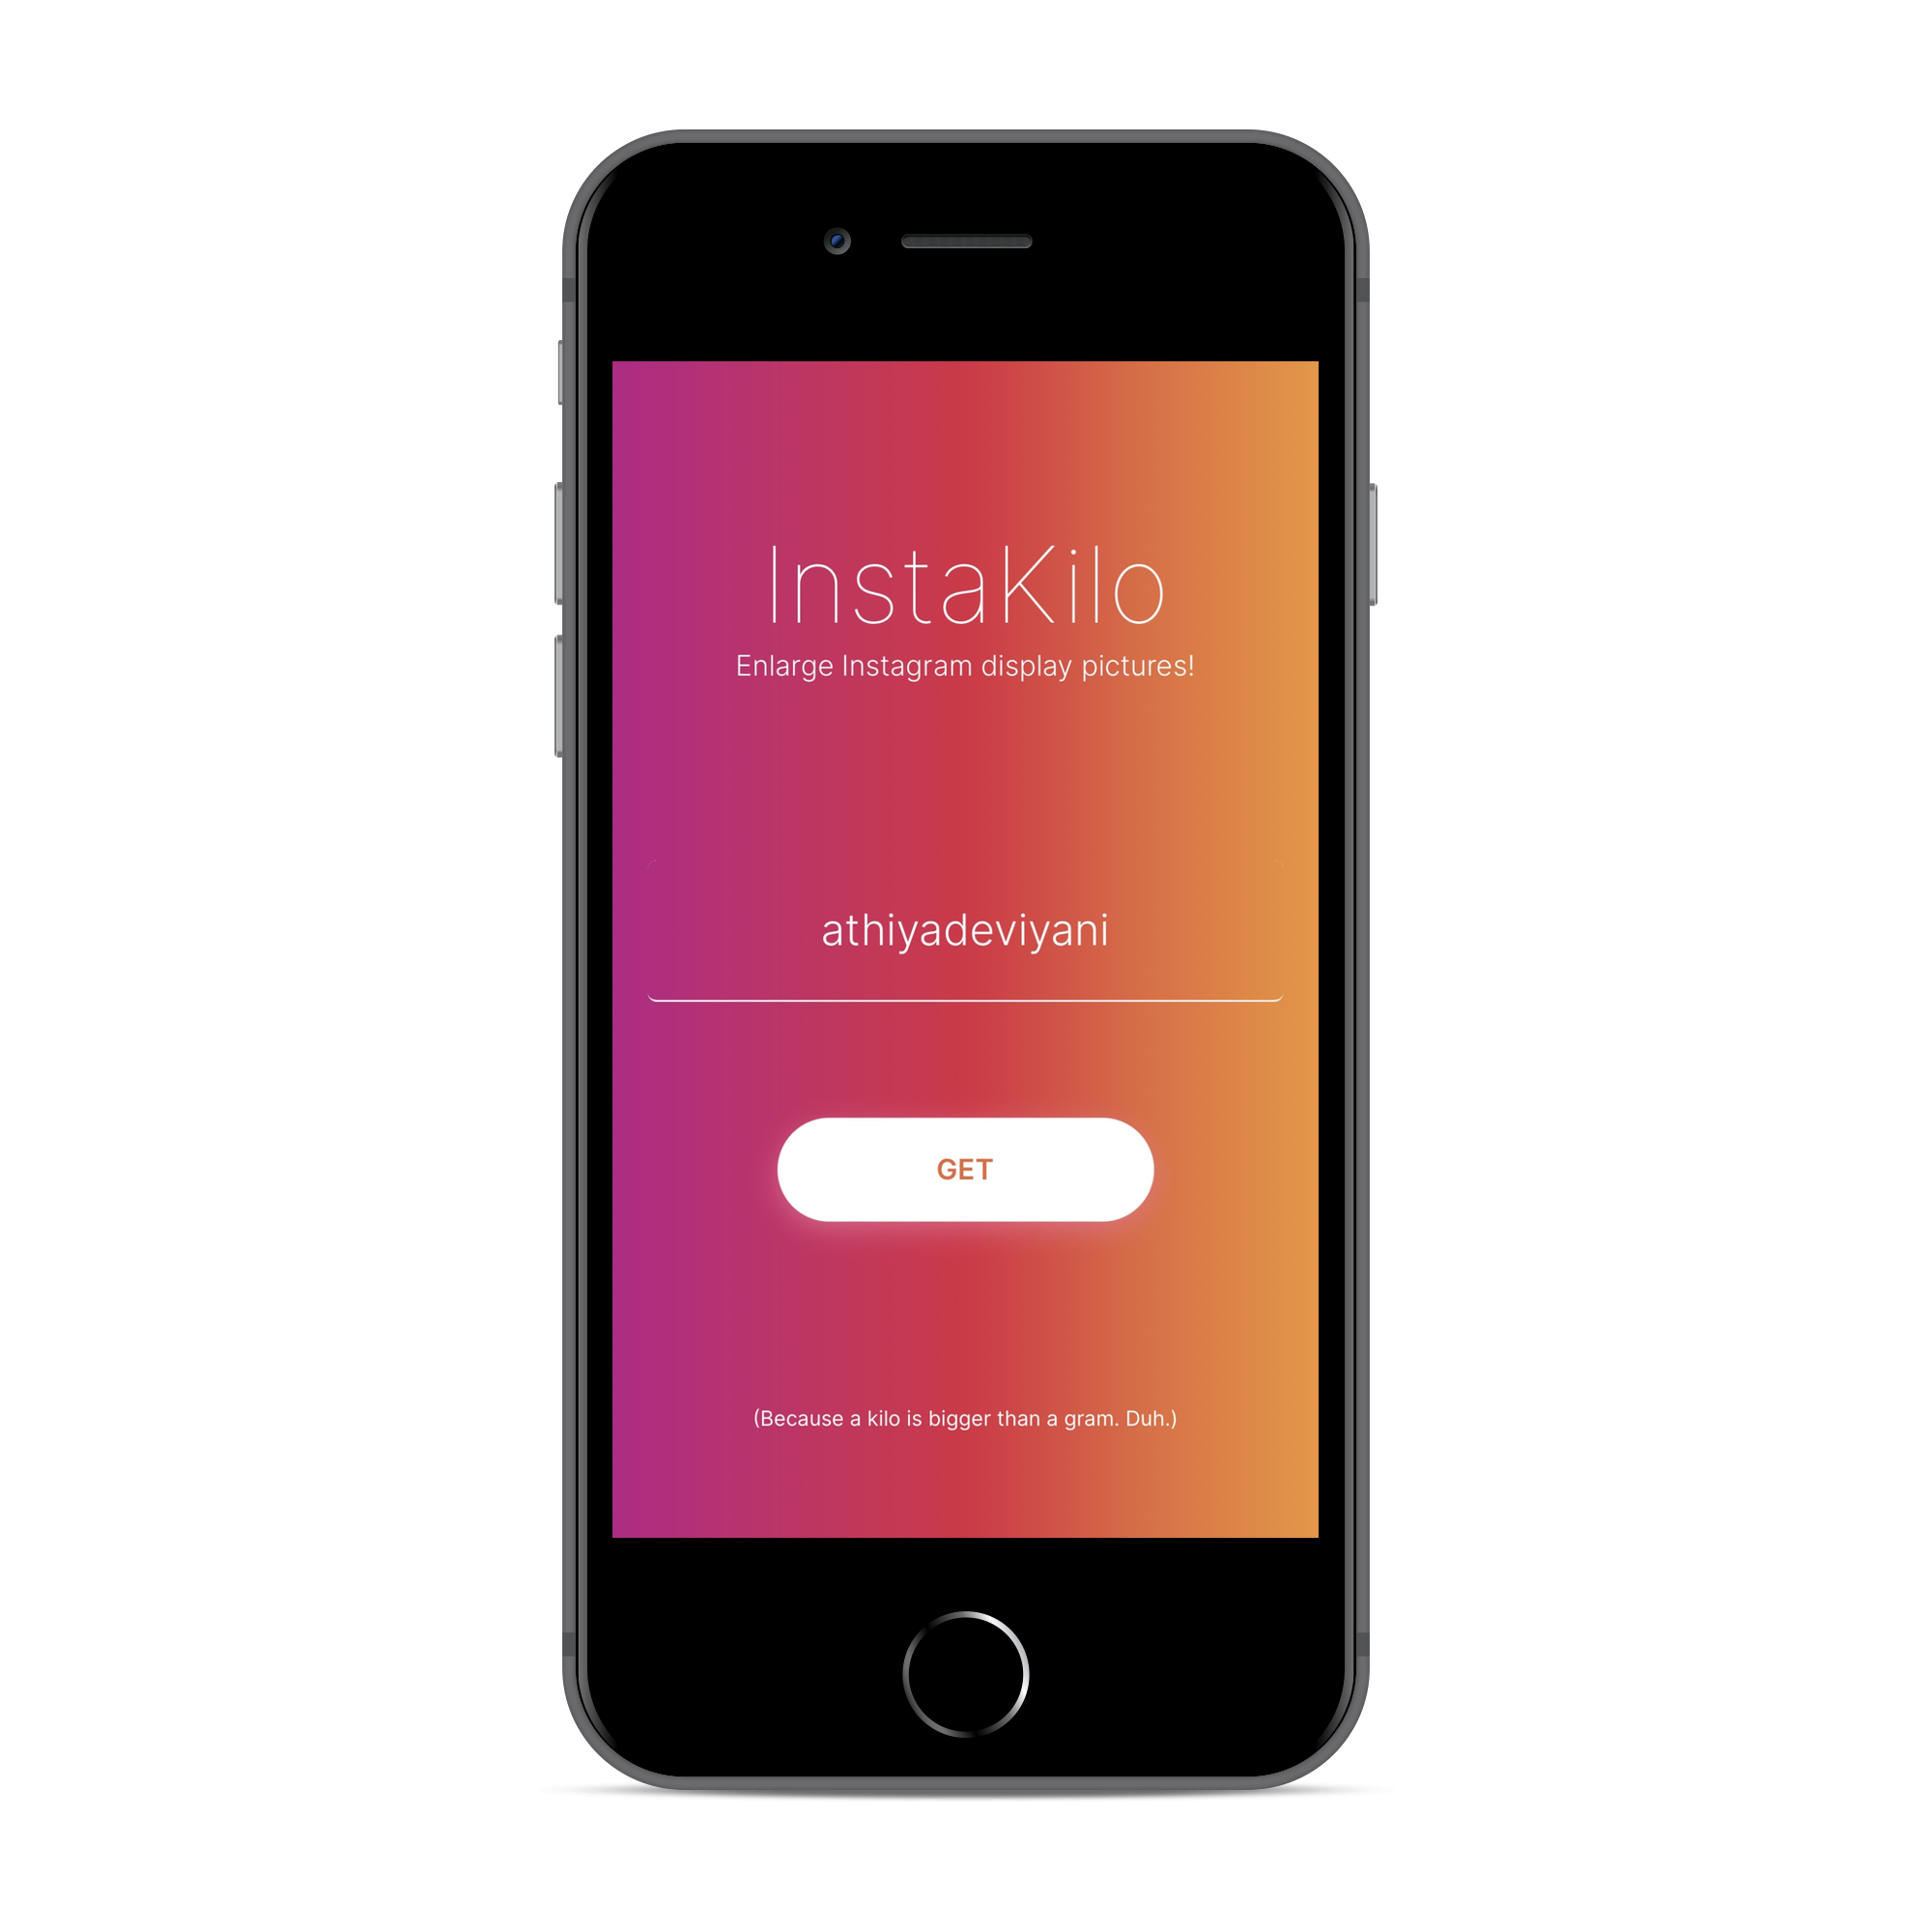 InstaKilo
Enlarge Instagram display pictures!
athiyadeviyani
GET
(Because a kilo is bigger than a gram. Duh.)